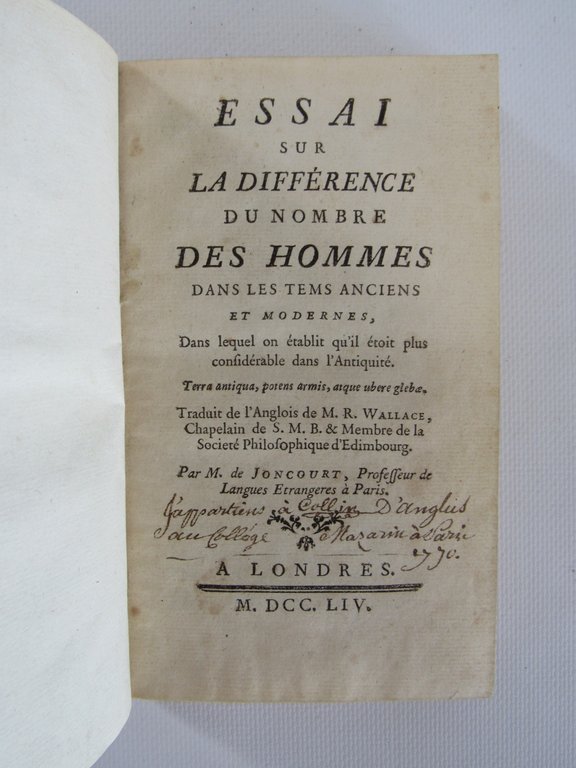 ESSAI
SUR
LA DIFFÉRENCE
DU NOMBRE
DES HOMMES
DANS LES TEMS ANCIENS
ET MODERNES,
Dans lequel on établit qu'il étoit plus
conſidérable dans l'Antiquité.
Terra antiqua, potens armis, atque ubere glebæ.
Traduit de l'Anglois de M. R. WALLACE,
Chapelain de S. M. B. & Membre de la
Societé Philoſophique d'Edimbourg.
Par M. de JONCOURT, Profeſſeur de
Langues Etrangeres à Paris.
J'appartiens à Collin D'Anglus
au Collége Mazarin à Paris
1770.
A LONDRES.
M. DCC. LIV.